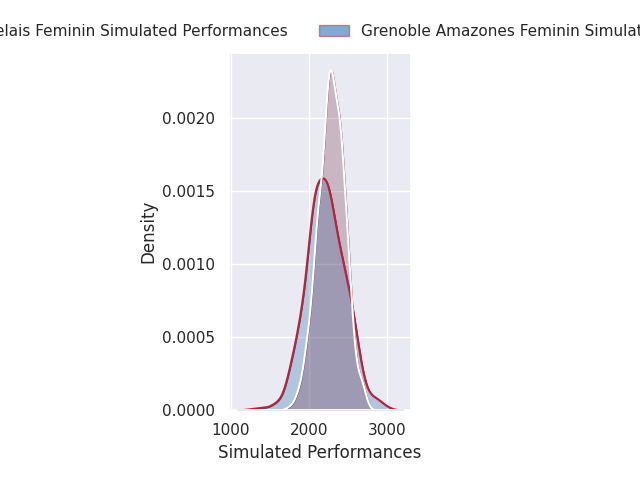 elais Feminin Simulated Performances Grenoble Amazones Feminin Simulat
0.0020
0.0015
0.0010
0.0005
0.0000
Density
1000 2000 3000
Simulated Performances